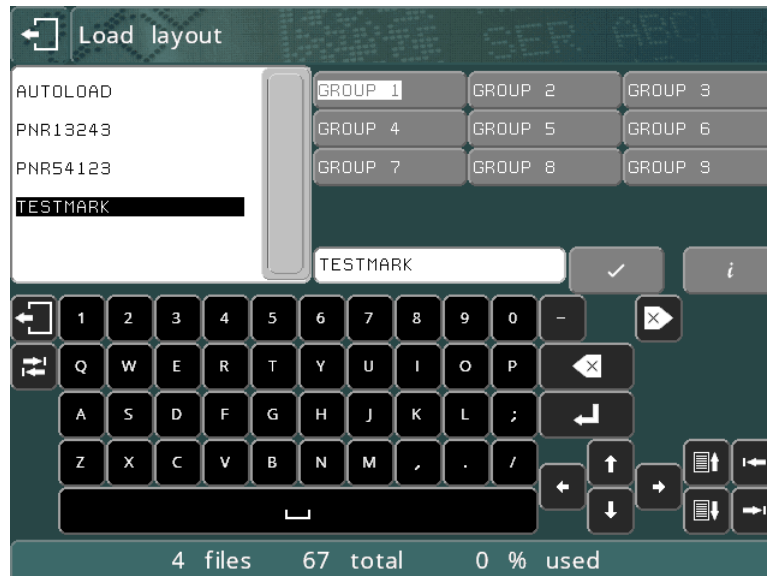 Load layout
AUTOLOAD
PNR13243
PNR54123
TESTMARK
GROUP 1 GROUP 2 GROUP 3
GROUP 4 GROUP 5 GROUP 6
GROUP 7 GROUP 8 GROUP 9
TESTMARK
i
1 2 3 4 5 6 7 8 9 0 -
Q W E R T Y U I O P
A S D F G H J K L ;
Z X C V B N M , . /
4 files 67 total 0 % used